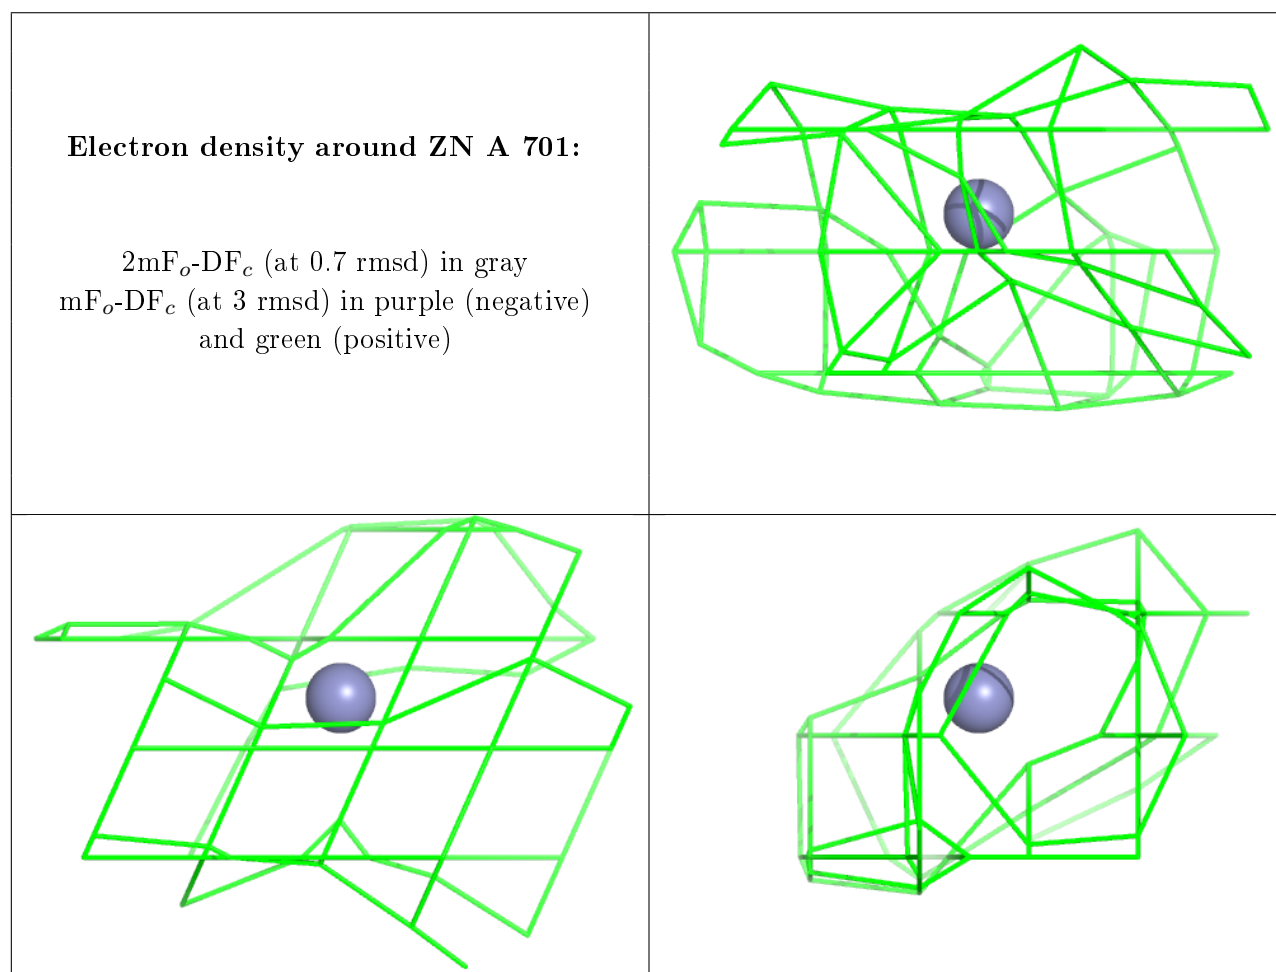 Electron density around ZN A 701:
2mFo-DFc (at 0.7 rmsd) in gray
mFo-DFc (at 3 rmsd) in purple (negative)
and green (positive)